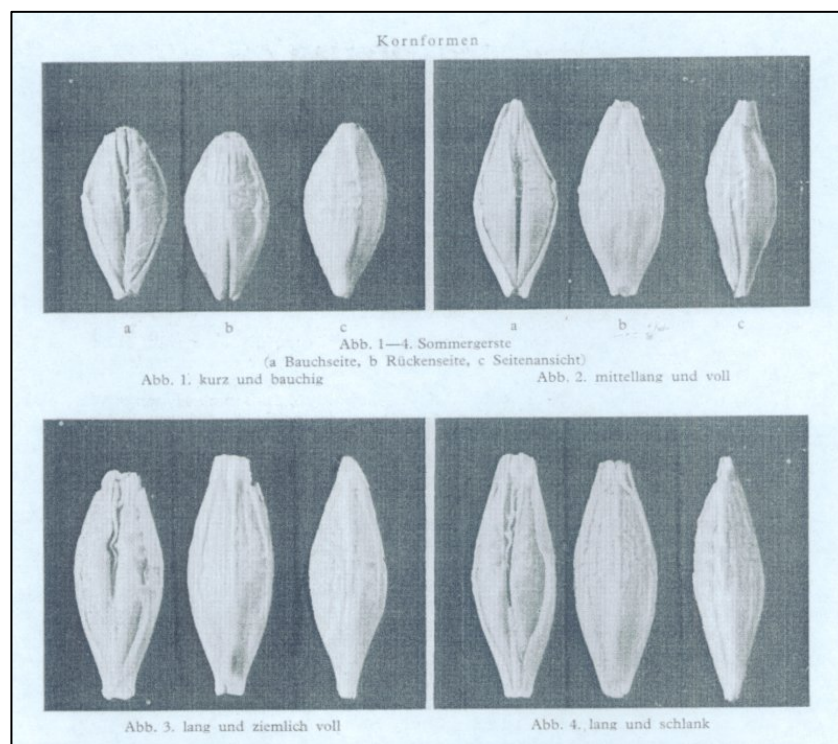 Kornformen
a b c a b c
Abb. 1—4. Sommergerste
(a Bauchseite, b Rückenseite, c Seitenansicht)
Abb. 1. kurz und bauchig Abb. 2. mittellang und voll
Abb. 3. lang und ziemlich voll Abb. 4. lang und schlank